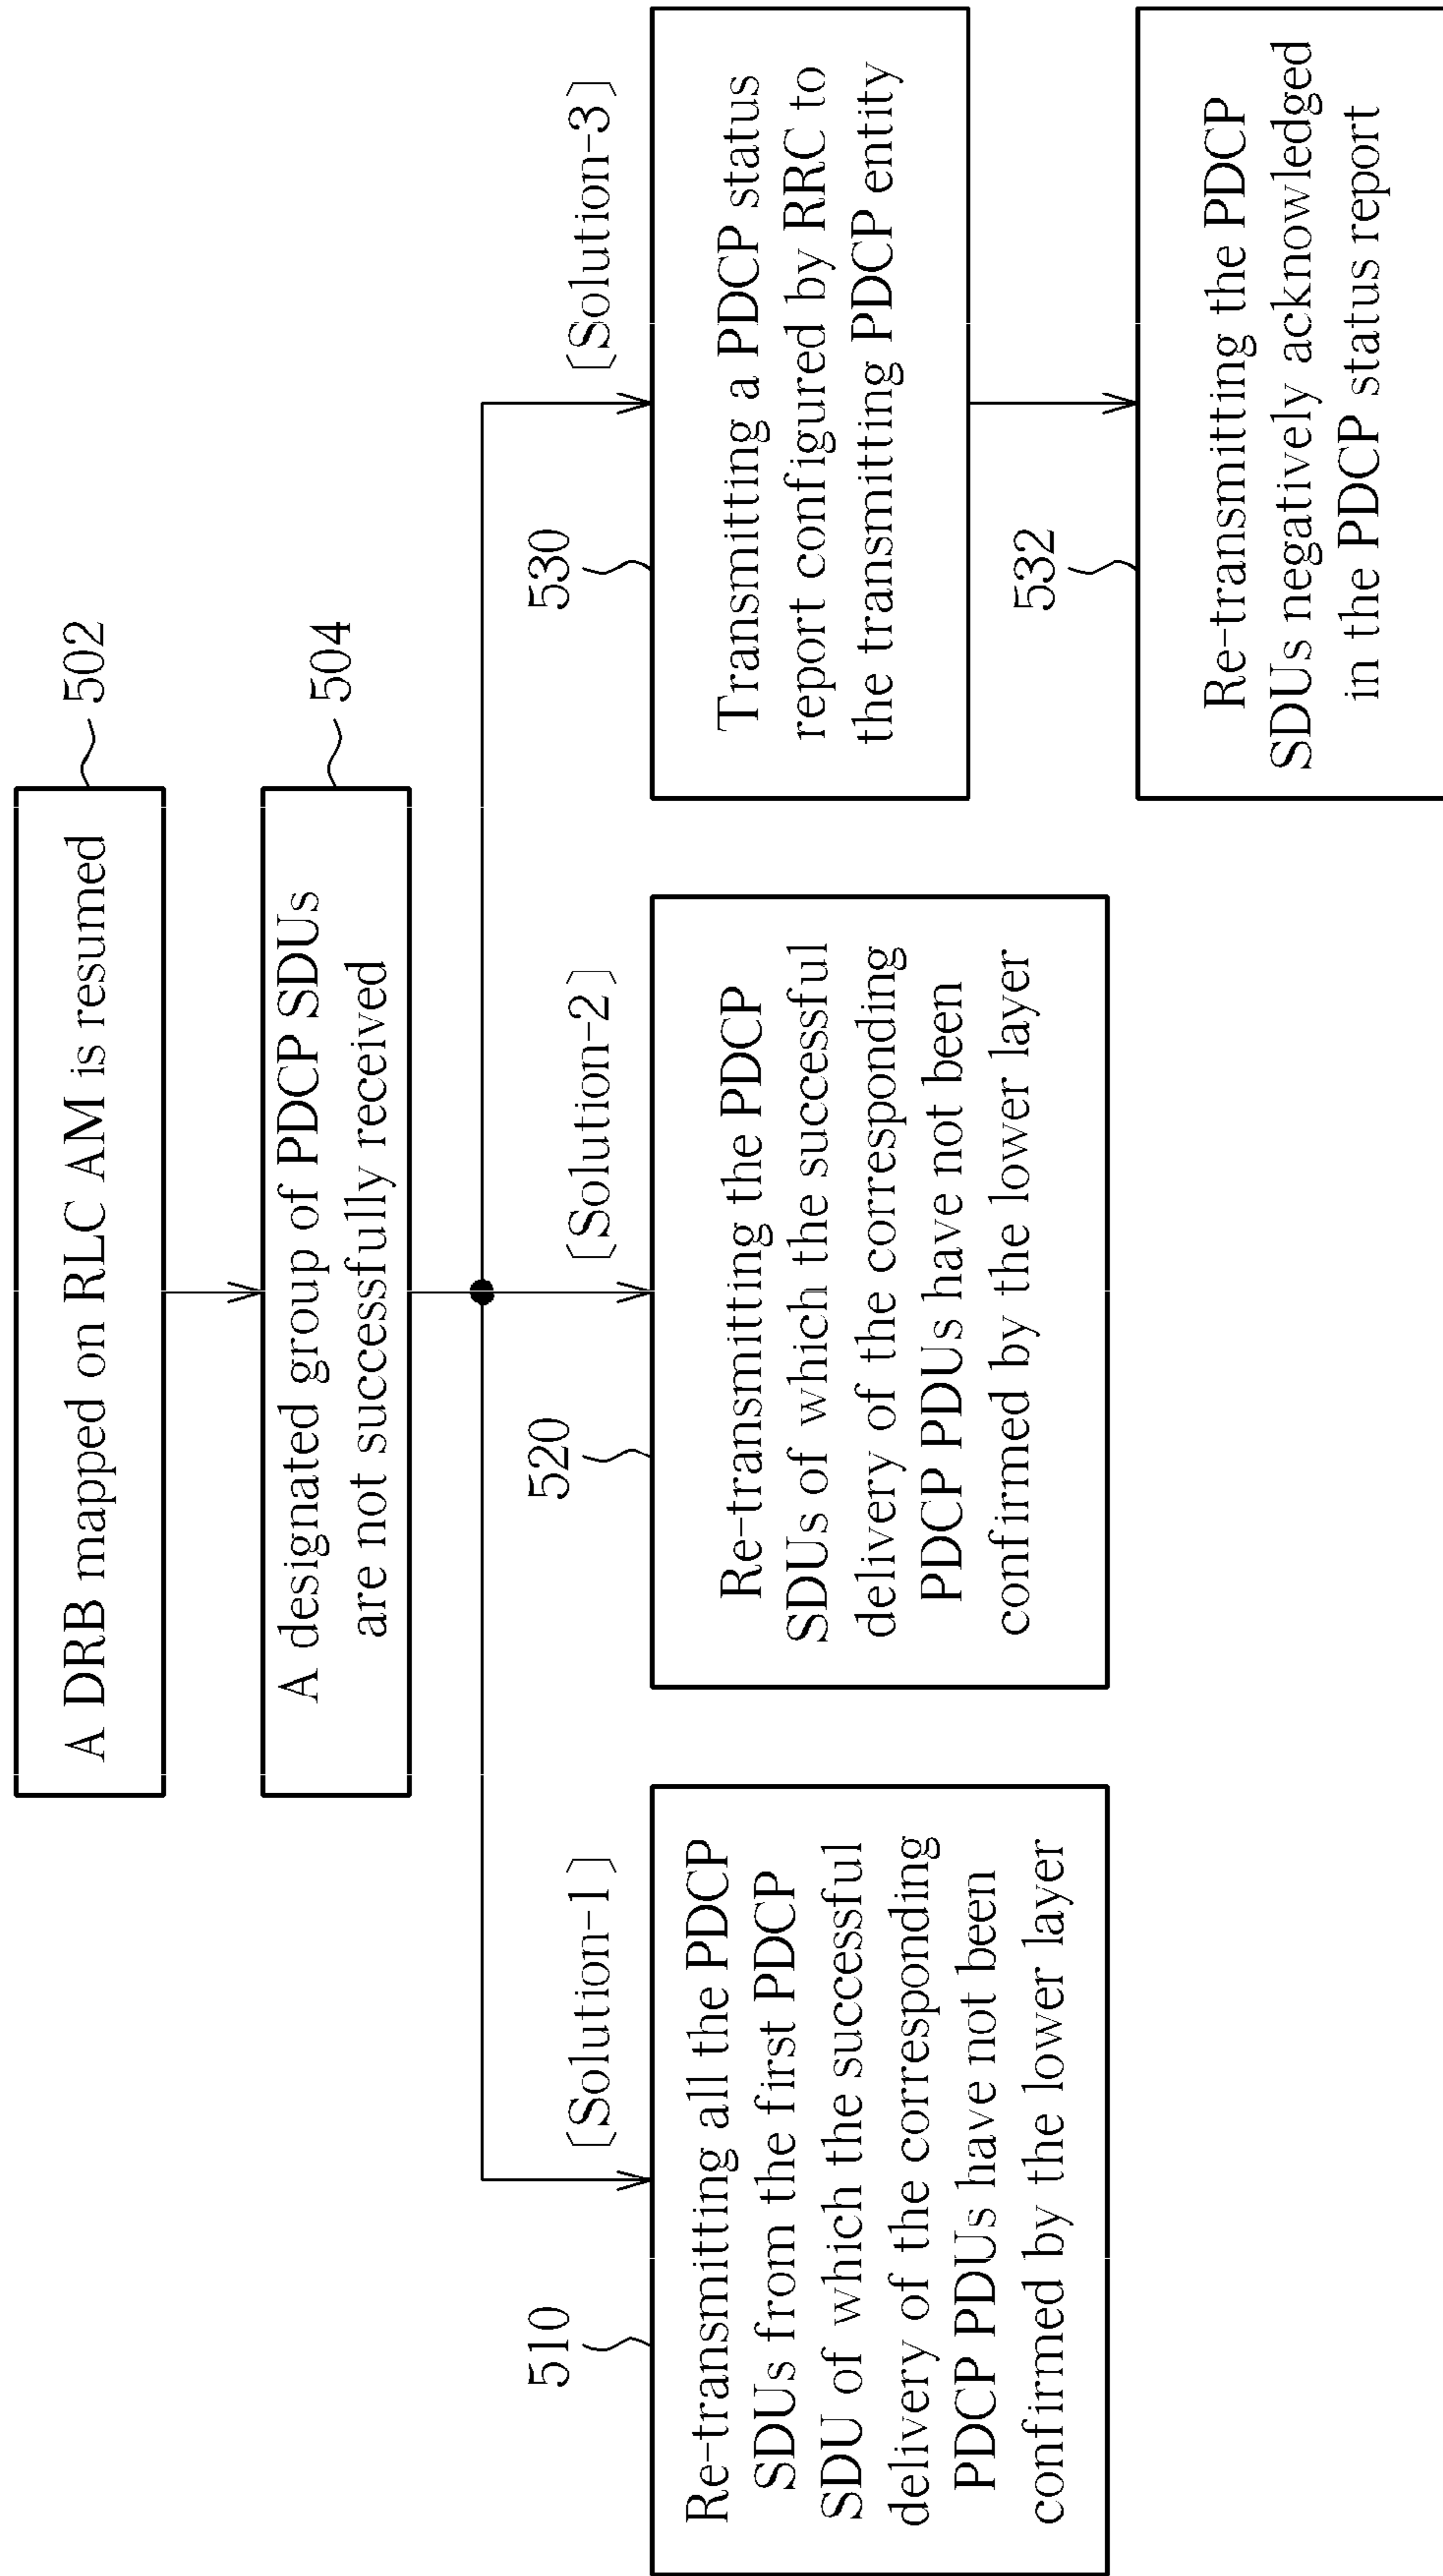 A DRB mapped on RLC AM is resumed
502
A designated group of PDCP SDUs
are not successfully received
504
[Solution-1]
510
Re-transmitting all the PDCP
SDUs from the first PDCP
SDU of which the successful
delivery of the corresponding
PDCP PDUs have not been
confirmed by the lower layer
[Solution-2]
520
Re-transmitting the PDCP
SDUs of which the successful
delivery of the corresponding
PDCP PDUs have not been
confirmed by the lower layer
[Solution-3]
530
Transmitting a PDCP status
report configured by RRC to
the transmitting PDCP entity
532
Re-transmitting the PDCP
SDUs negatively acknowledged
in the PDCP status report